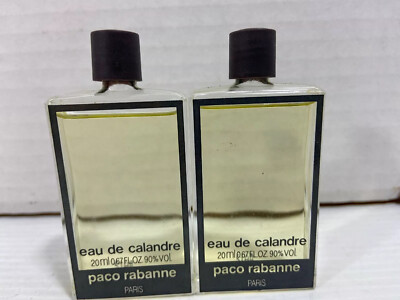 eau de calandre
20ml 0.67FL.OZ. 90%vol.
paco rabanne
PARIS
eau de calandre
20ml 0.67FL.OZ. 90%vol.
paco rabanne
PARIS